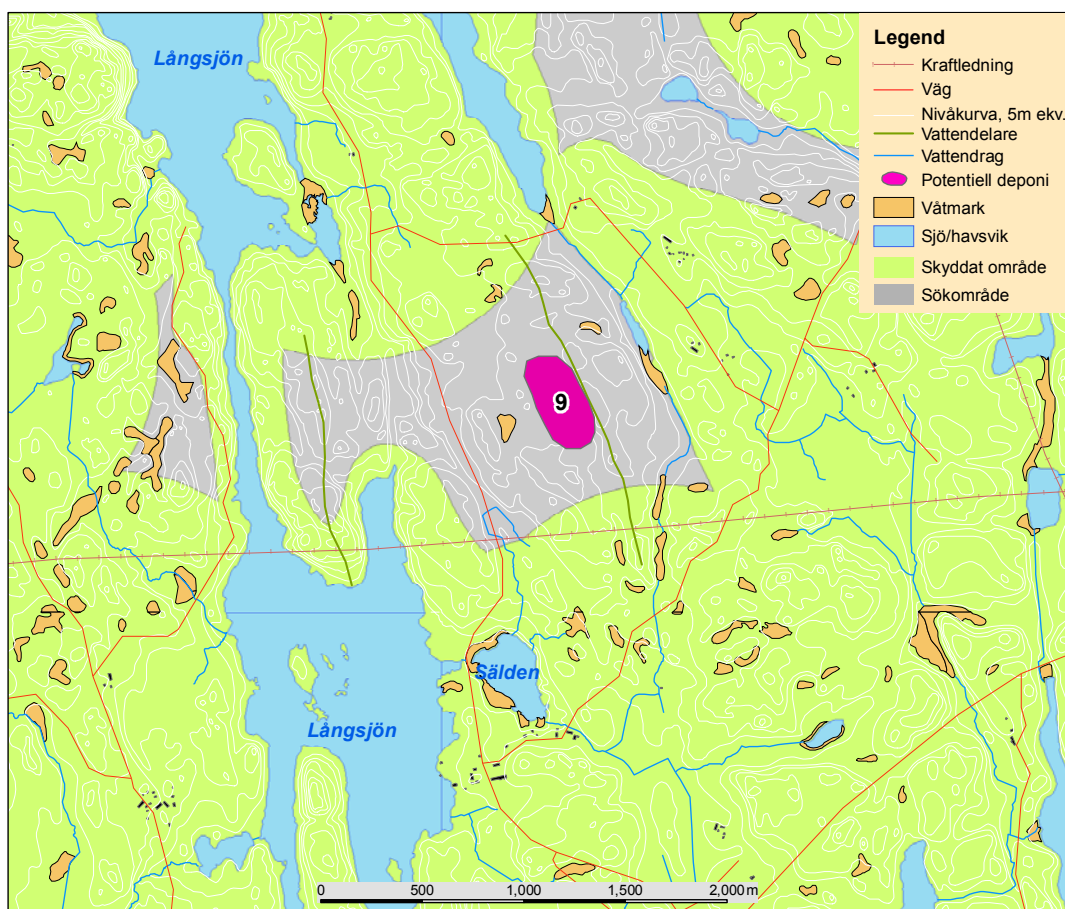 Långsjön
Legend
Kraftledning
Väg
Nivåkurva, 5m ekv.
Vattendelare
Vattendrag
Potentiell deponi
Våtmark
Sjö/havsvik
Skyddat område
Sökområde
9
Sälden
Långsjön
0 500 1,000 1,500 2,000 m